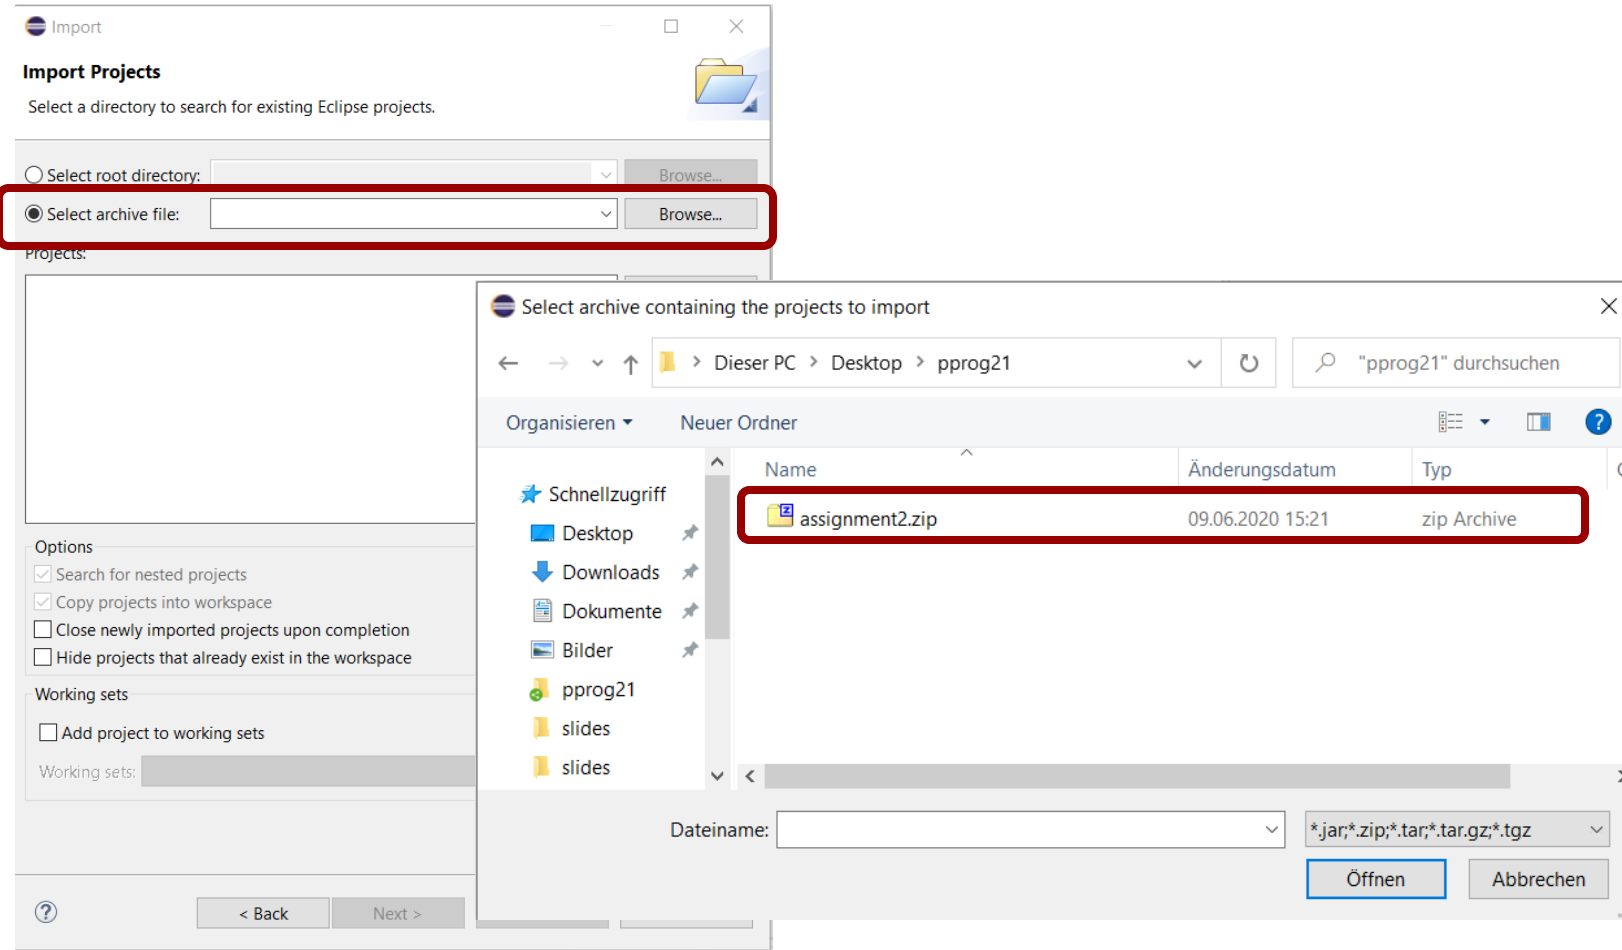 Import
Import Projects
Select a directory to search for existing Eclipse projects.
Select root directory:
Browse...
Select archive file:
Browse...
Projects:
Select archive containing the projects to import
Dieser PC
Desktop
pprog21
"pprog21" durchsuchen
Organisieren
Neuer Ordner
?
Name
Änderungsdatum
Typ
Schnellzugriff
Desktop
Downloads
Dokumente
Bilder
pprog21
slides
slides
assignment2.zip
09.06.2020 15:21
zip Archive
Dateiname:
*.jar;*.zip;*.tar;*.tar.gz;*.tgz
Öffnen
Abbrechen
Options
Search for nested projects
Copy projects into workspace
Close newly imported projects upon completion
Hide projects that already exist in the workspace
Working sets
Add project to working sets
Working sets:
?
< Back
Next >